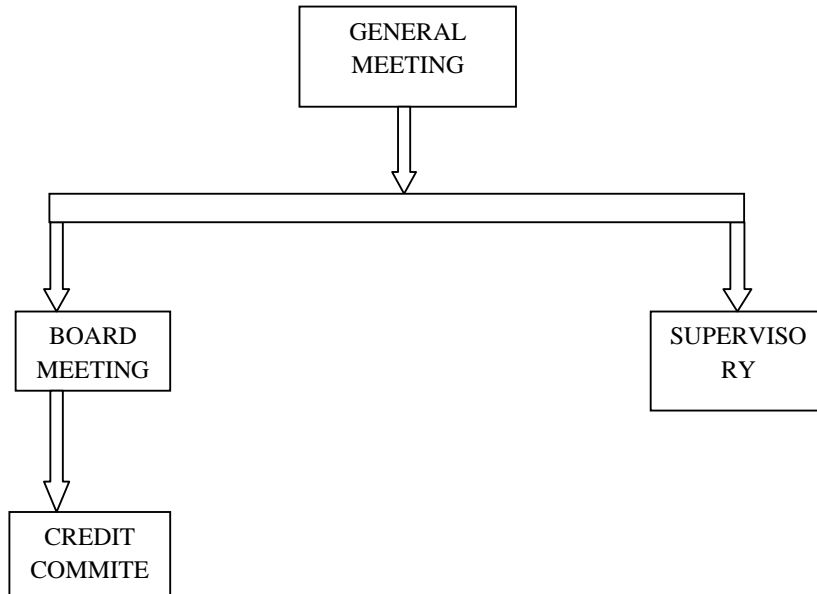 GENERAL
MEETING
BOARD
MEETING
SUPERVISO
RY
CREDIT
COMMITE